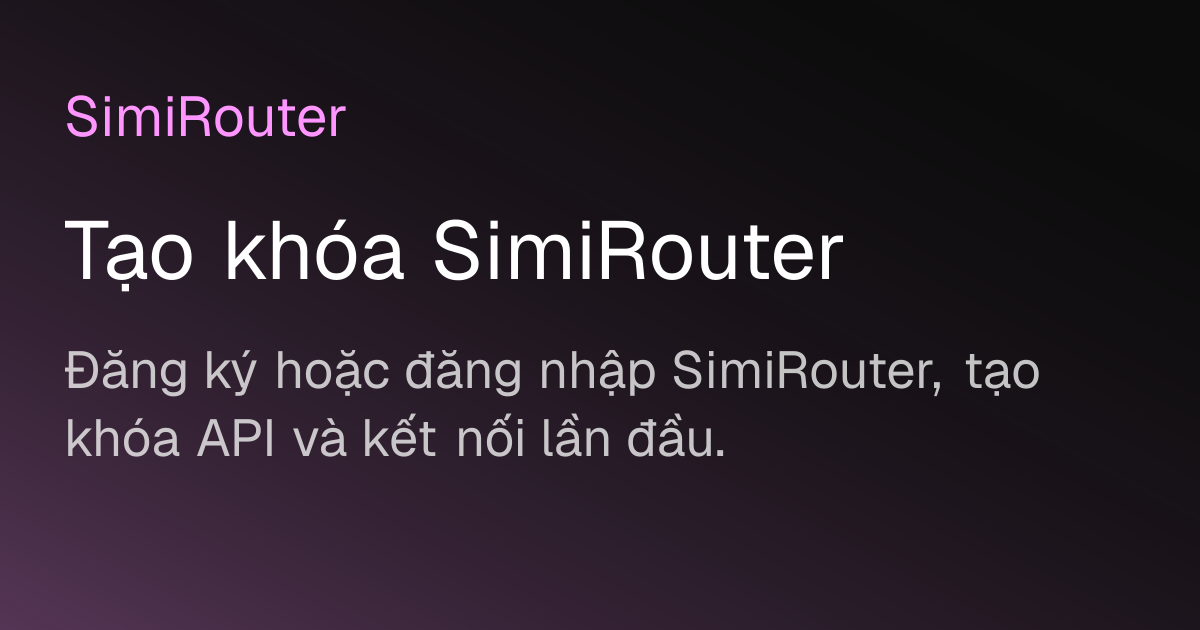 SimiRouter
Tạo khóa SimiRouter
Đăng ký hoặc đăng nhập SimiRouter, tạo
khóa API và kết nối lần đầu.